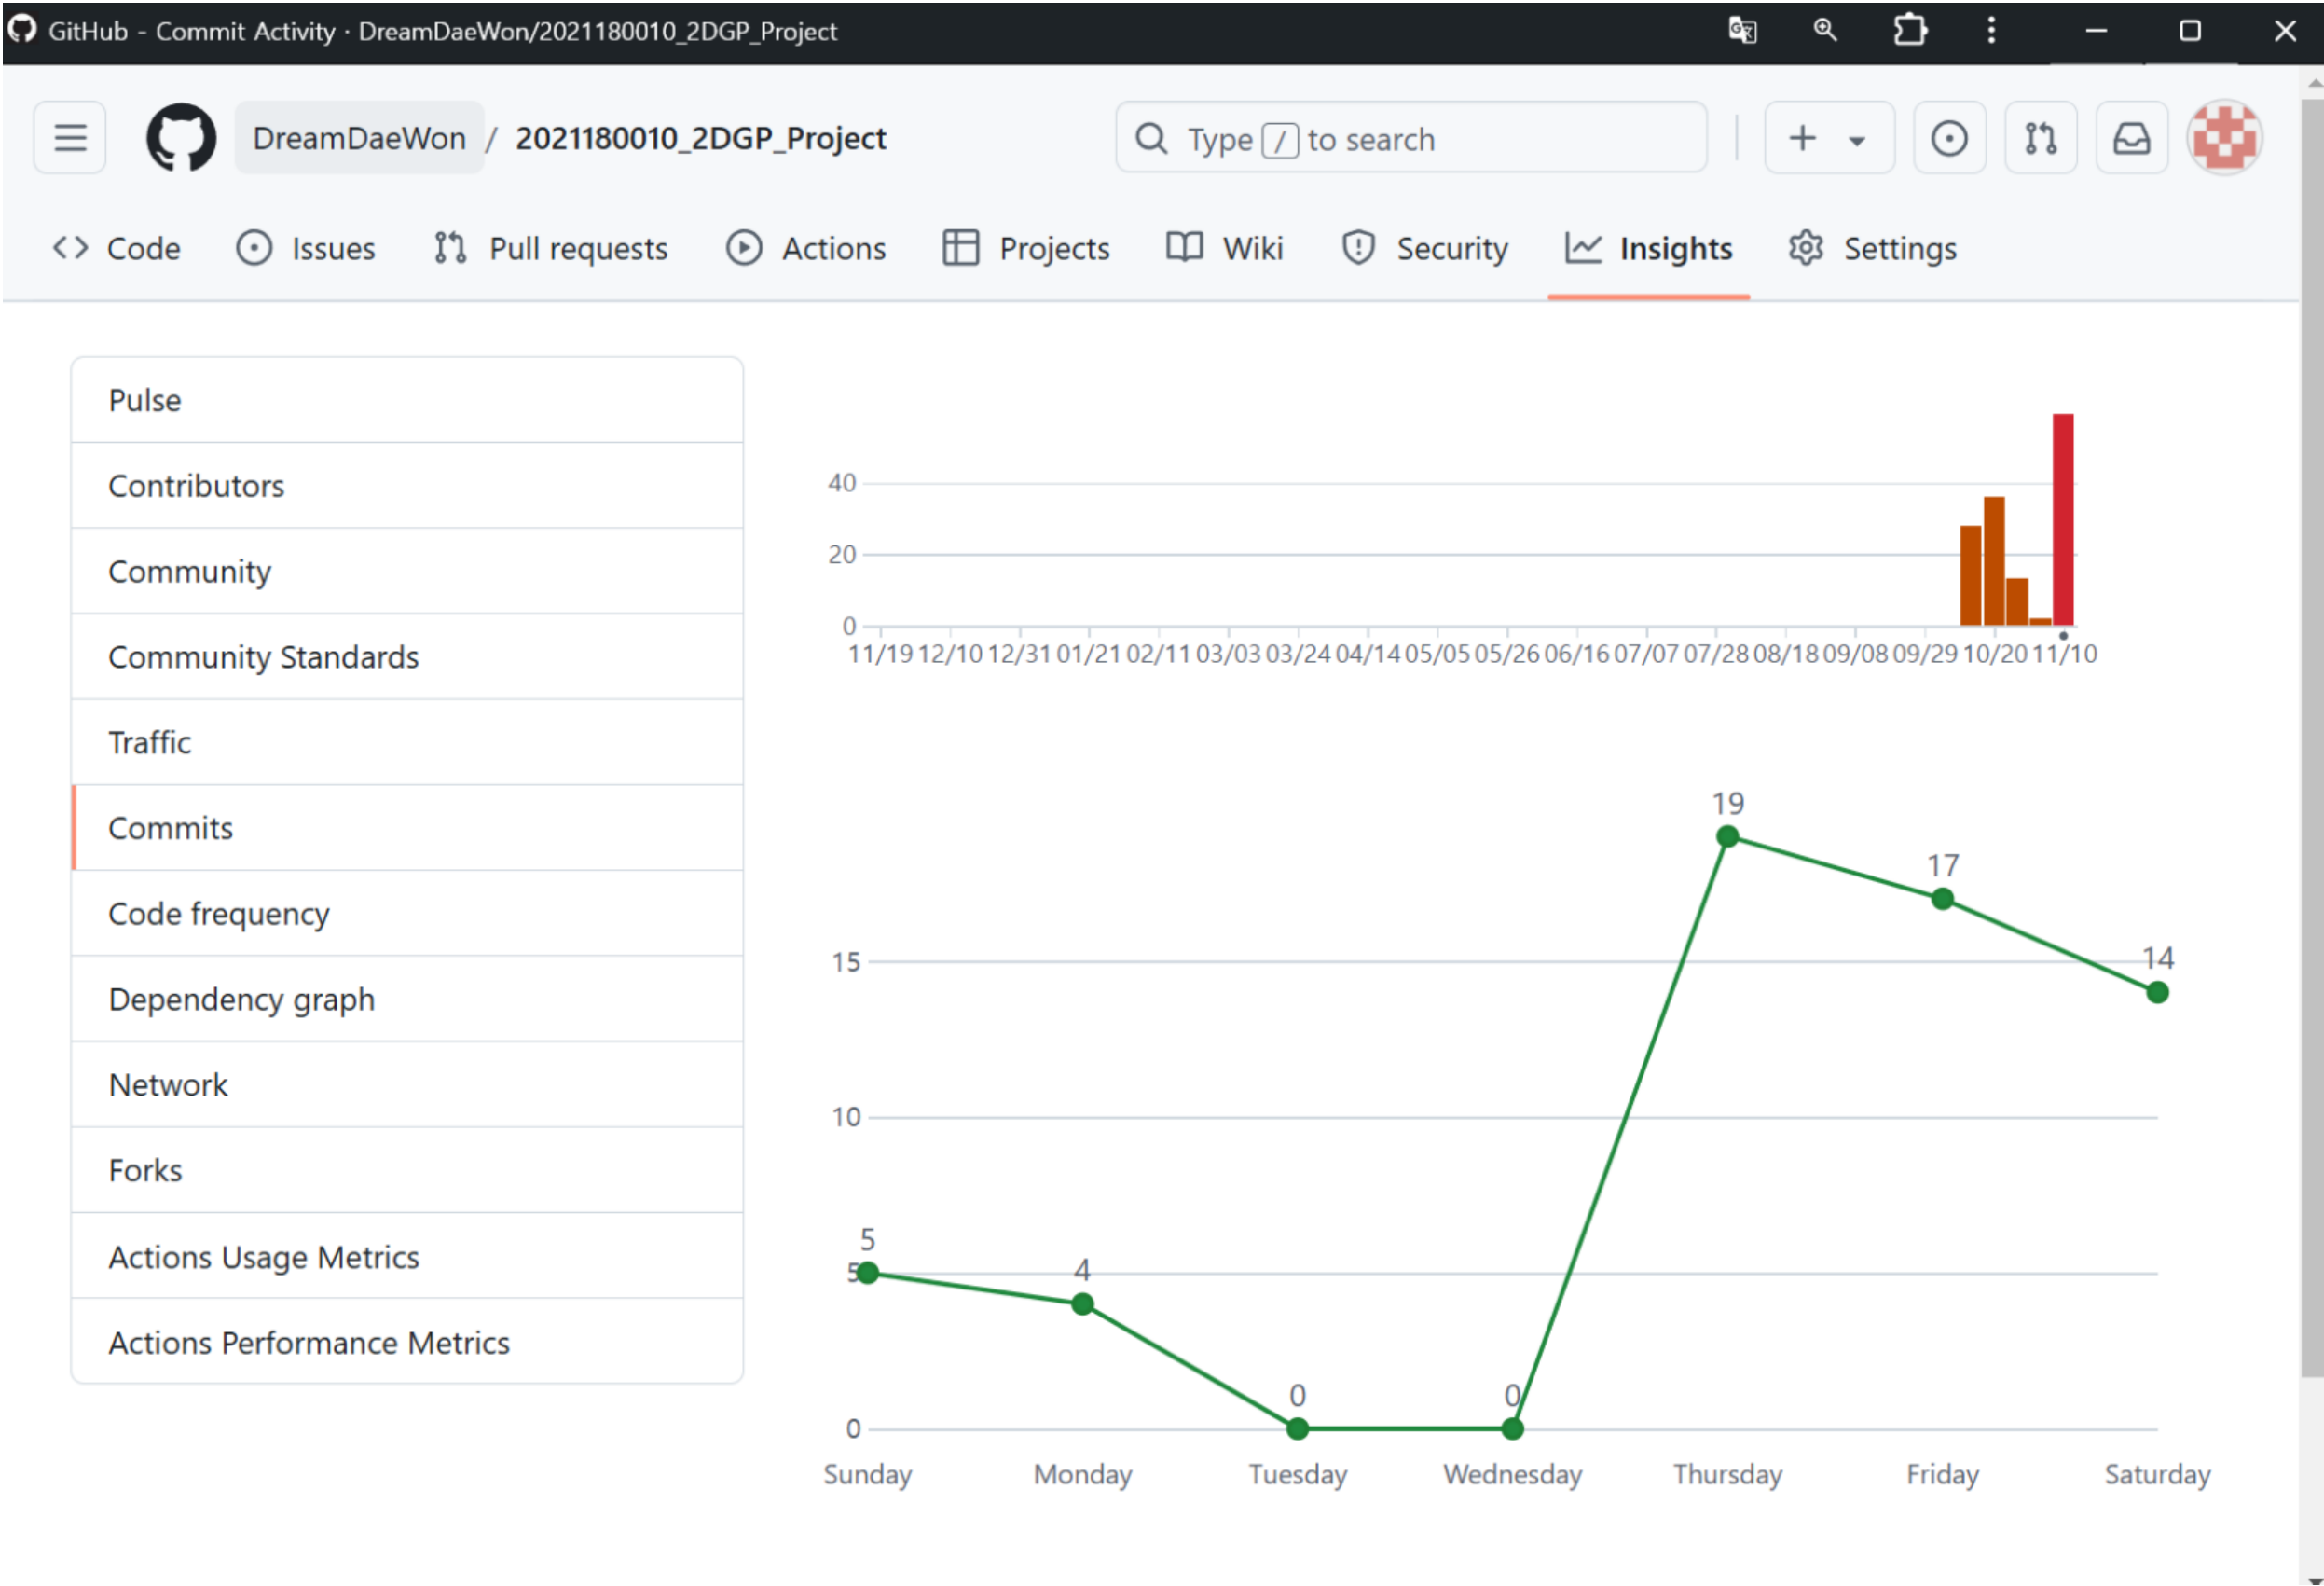 GitHub - Commit Activity · DreamDaeWon/2021180010_2DGP_Project
DreamDaeWon / 2021180010_2DGP_Project
Type / to search
Code Issues Pull requests Actions Projects Wiki Security Insights Settings
Pulse
Contributors
Community
Community Standards
Traffic
Commits
Code frequency
Dependency graph
Network
Forks
Actions Usage Metrics
Actions Performance Metrics
40
20
0
11/19 12/10 12/31 01/21 02/11 03/03 03/24 04/14 05/05 05/26 06/16 07/07 07/28 08/18 09/08 09/29 10/20 11/10
19
17
15
14
10
5
5
4
0
0
0
Sunday Monday Tuesday Wednesday Thursday Friday Saturday